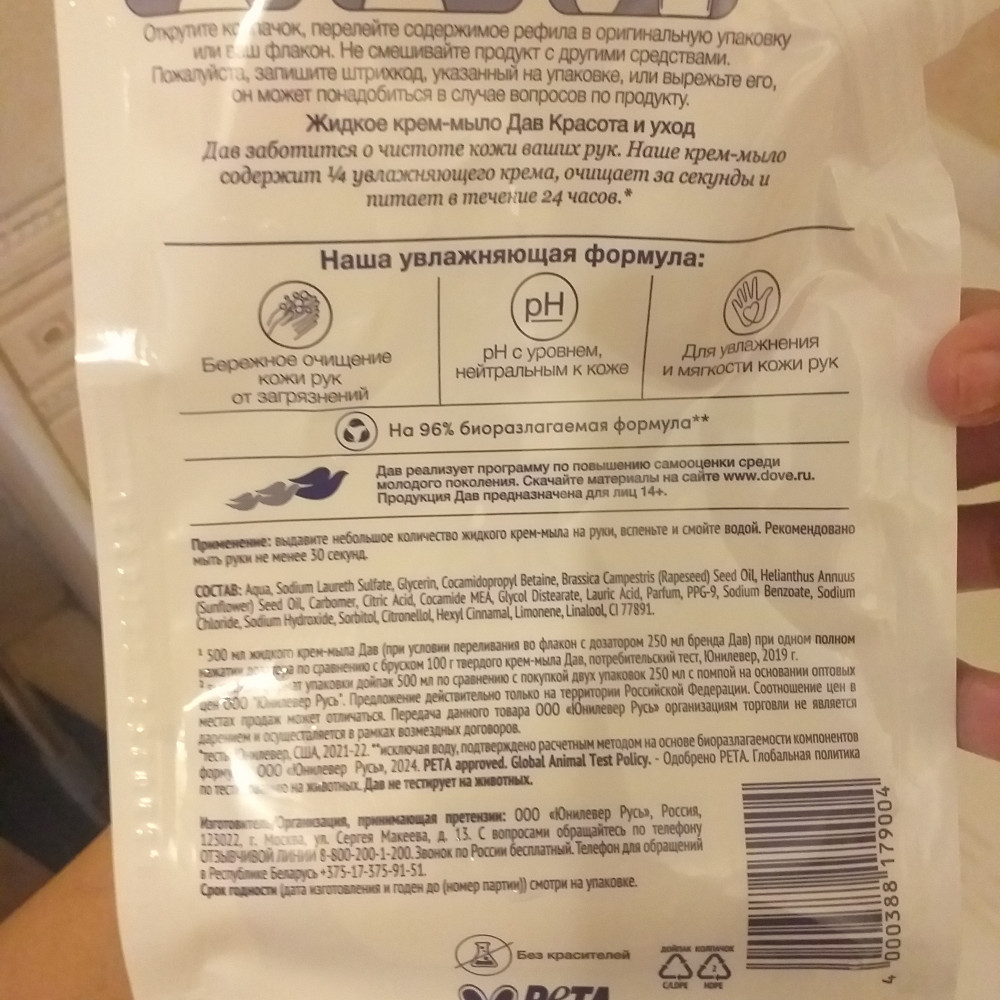 Открутите колпачок, перелейте содержимое рефила в оригинальную упаковку
или ваш флакон. Не смешивайте продукт с другими средствами.
Пожалуйста, запишите штрихкод, указанный на упаковке, или вырежьте его,
он может понадобиться в случае вопросов по продукту.
Жидкое крем-мыло Дав Красота и уход
Дав заботится о чистоте кожи ваших рук. Наше крем-мыло
содержит ¼ увлажняющего крема, очищает за секунды и
питает в течение 24 часов.*
Наша увлажняющая формула:
Бережное очищение
кожи рук
от загрязнений
pH
pH с уровнем,
нейтральным к коже
Для увлажнения
и мягкости кожи рук
На 96% биоразлагаемая формула**
Дав реализует программу по повышению самооценки среди
молодого поколения. Скачайте материалы на сайте www.dove.ru.
Продукция Дав предназначена для лиц 14+.
Применение: выдавите небольшое количество жидкого крем-мыла на руки, вспеньте и смойте водой. Рекомендовано
мыть руки не менее 30 секунд.
СОСТАВ: Aqua, Sodium Laureth Sulfate, Glycerin, Cocamidopropyl Betaine, Brassica Campestris (Rapeseed) Seed Oil, Helianthus Annuus
(Sunflower) Seed Oil, Carbomer, Citric Acid, Cocamide MEA, Glycol Distearate, Lauric Acid, Parfum, PPG-9, Sodium Benzoate, Sodium
Chloride, Sodium Hydroxide, Sorbitol, Citronellol, Hexyl Cinnamal, Limonene, Linalool, CI 77891.
¹ 500 мл жидкого крем-мыла Дав (при условии переливания во флакон с дозатором 250 мл бренда Дав) при одном полном
нажатии дозатора по сравнению с бруском 100 г твердого крем-мыла Дав, потребительский тест, Юнилевер, 2019 г.
² упаковки дойпак 500 мл по сравнению с покупкой двух упаковок 250 мл с помпой на основании оптовых
цен ООО "Юнилевер Русь". Предложение действительно только на территории Российской Федерации. Соотношение цен в
местах продаж может отличаться. Передача данного товара ООО «Юнилевер Русь» организациям торговли не является
дарением и осуществляется в рамках возмездных договоров.
*тесты Юнилевер, США, 2021-22. **исключая воду, подтверждено расчетным методом на основе биоразлагаемости компонентов
формулы ООО «Юнилевер Русь», 2024. PETA approved. Global Animal Test Policy. - Одобрено PETA. Глобальная политика
по на животных. Дав не тестирует на животных.
Изготовитель/Организация, принимающая претензии: ООО «Юнилевер Русь», Россия,
123022, г. Москва, ул. Сергея Макеева, д. 13. С вопросами обращайтесь по телефону
ОТЗЫВЧИВОЙ ЛИНИИ 8-800-200-1-200. Звонок по России бесплатный. Телефон для обращений
в Республике Беларусь +375-17-375-91-51.
Срок годности (дата изготовления и годен до (номер партии)) смотри на упаковке.
4 000388 179004
Без красителей
ДОЙПАК КОЛПАЧОК
2
C/LDPE HDPE
PETA